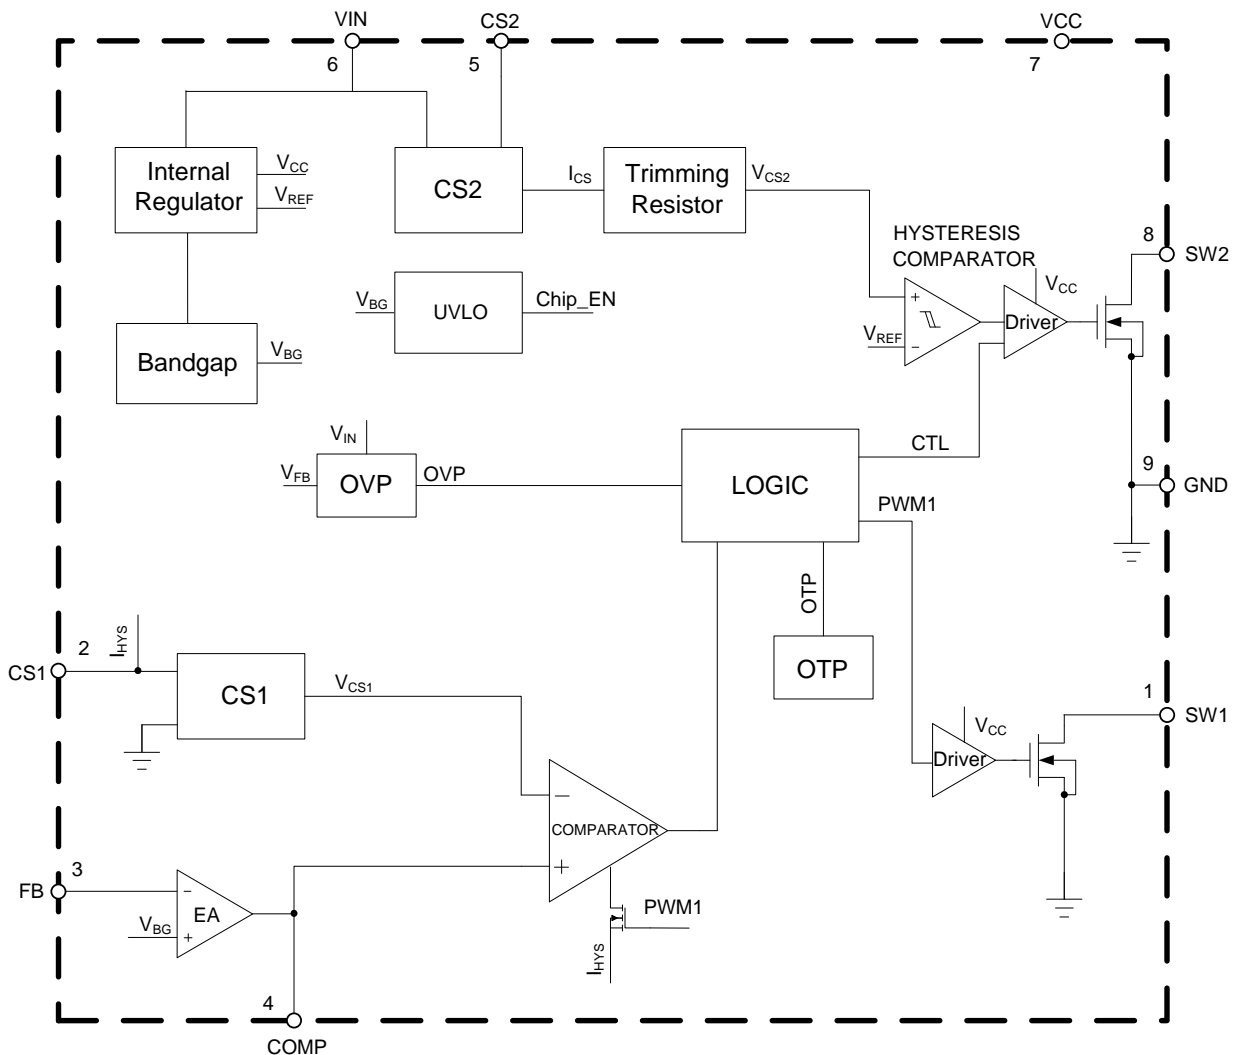 VIN
CS2
VCC
6
5
7
Internal
Regulator
VCC
VREF
CS2
ICS
Trimming
Resistor
VCS2
HYSTERESIS
COMPARATOR
8
SW2
VCC
+
VREF
-
Driver
VBG
UVLO
Chip_EN
Bandgap
VBG
VIN
VFB
OVP
OVP
LOGIC
CTL
PWM1
9
GND
OTP
OTP
IHYS
2
CS1
CS1
VCS1
1
SW1
VCC
Driver
−
COMPARATOR
+
3
FB
-
EA
VBG
+
PWM1
IHYS
4
COMP